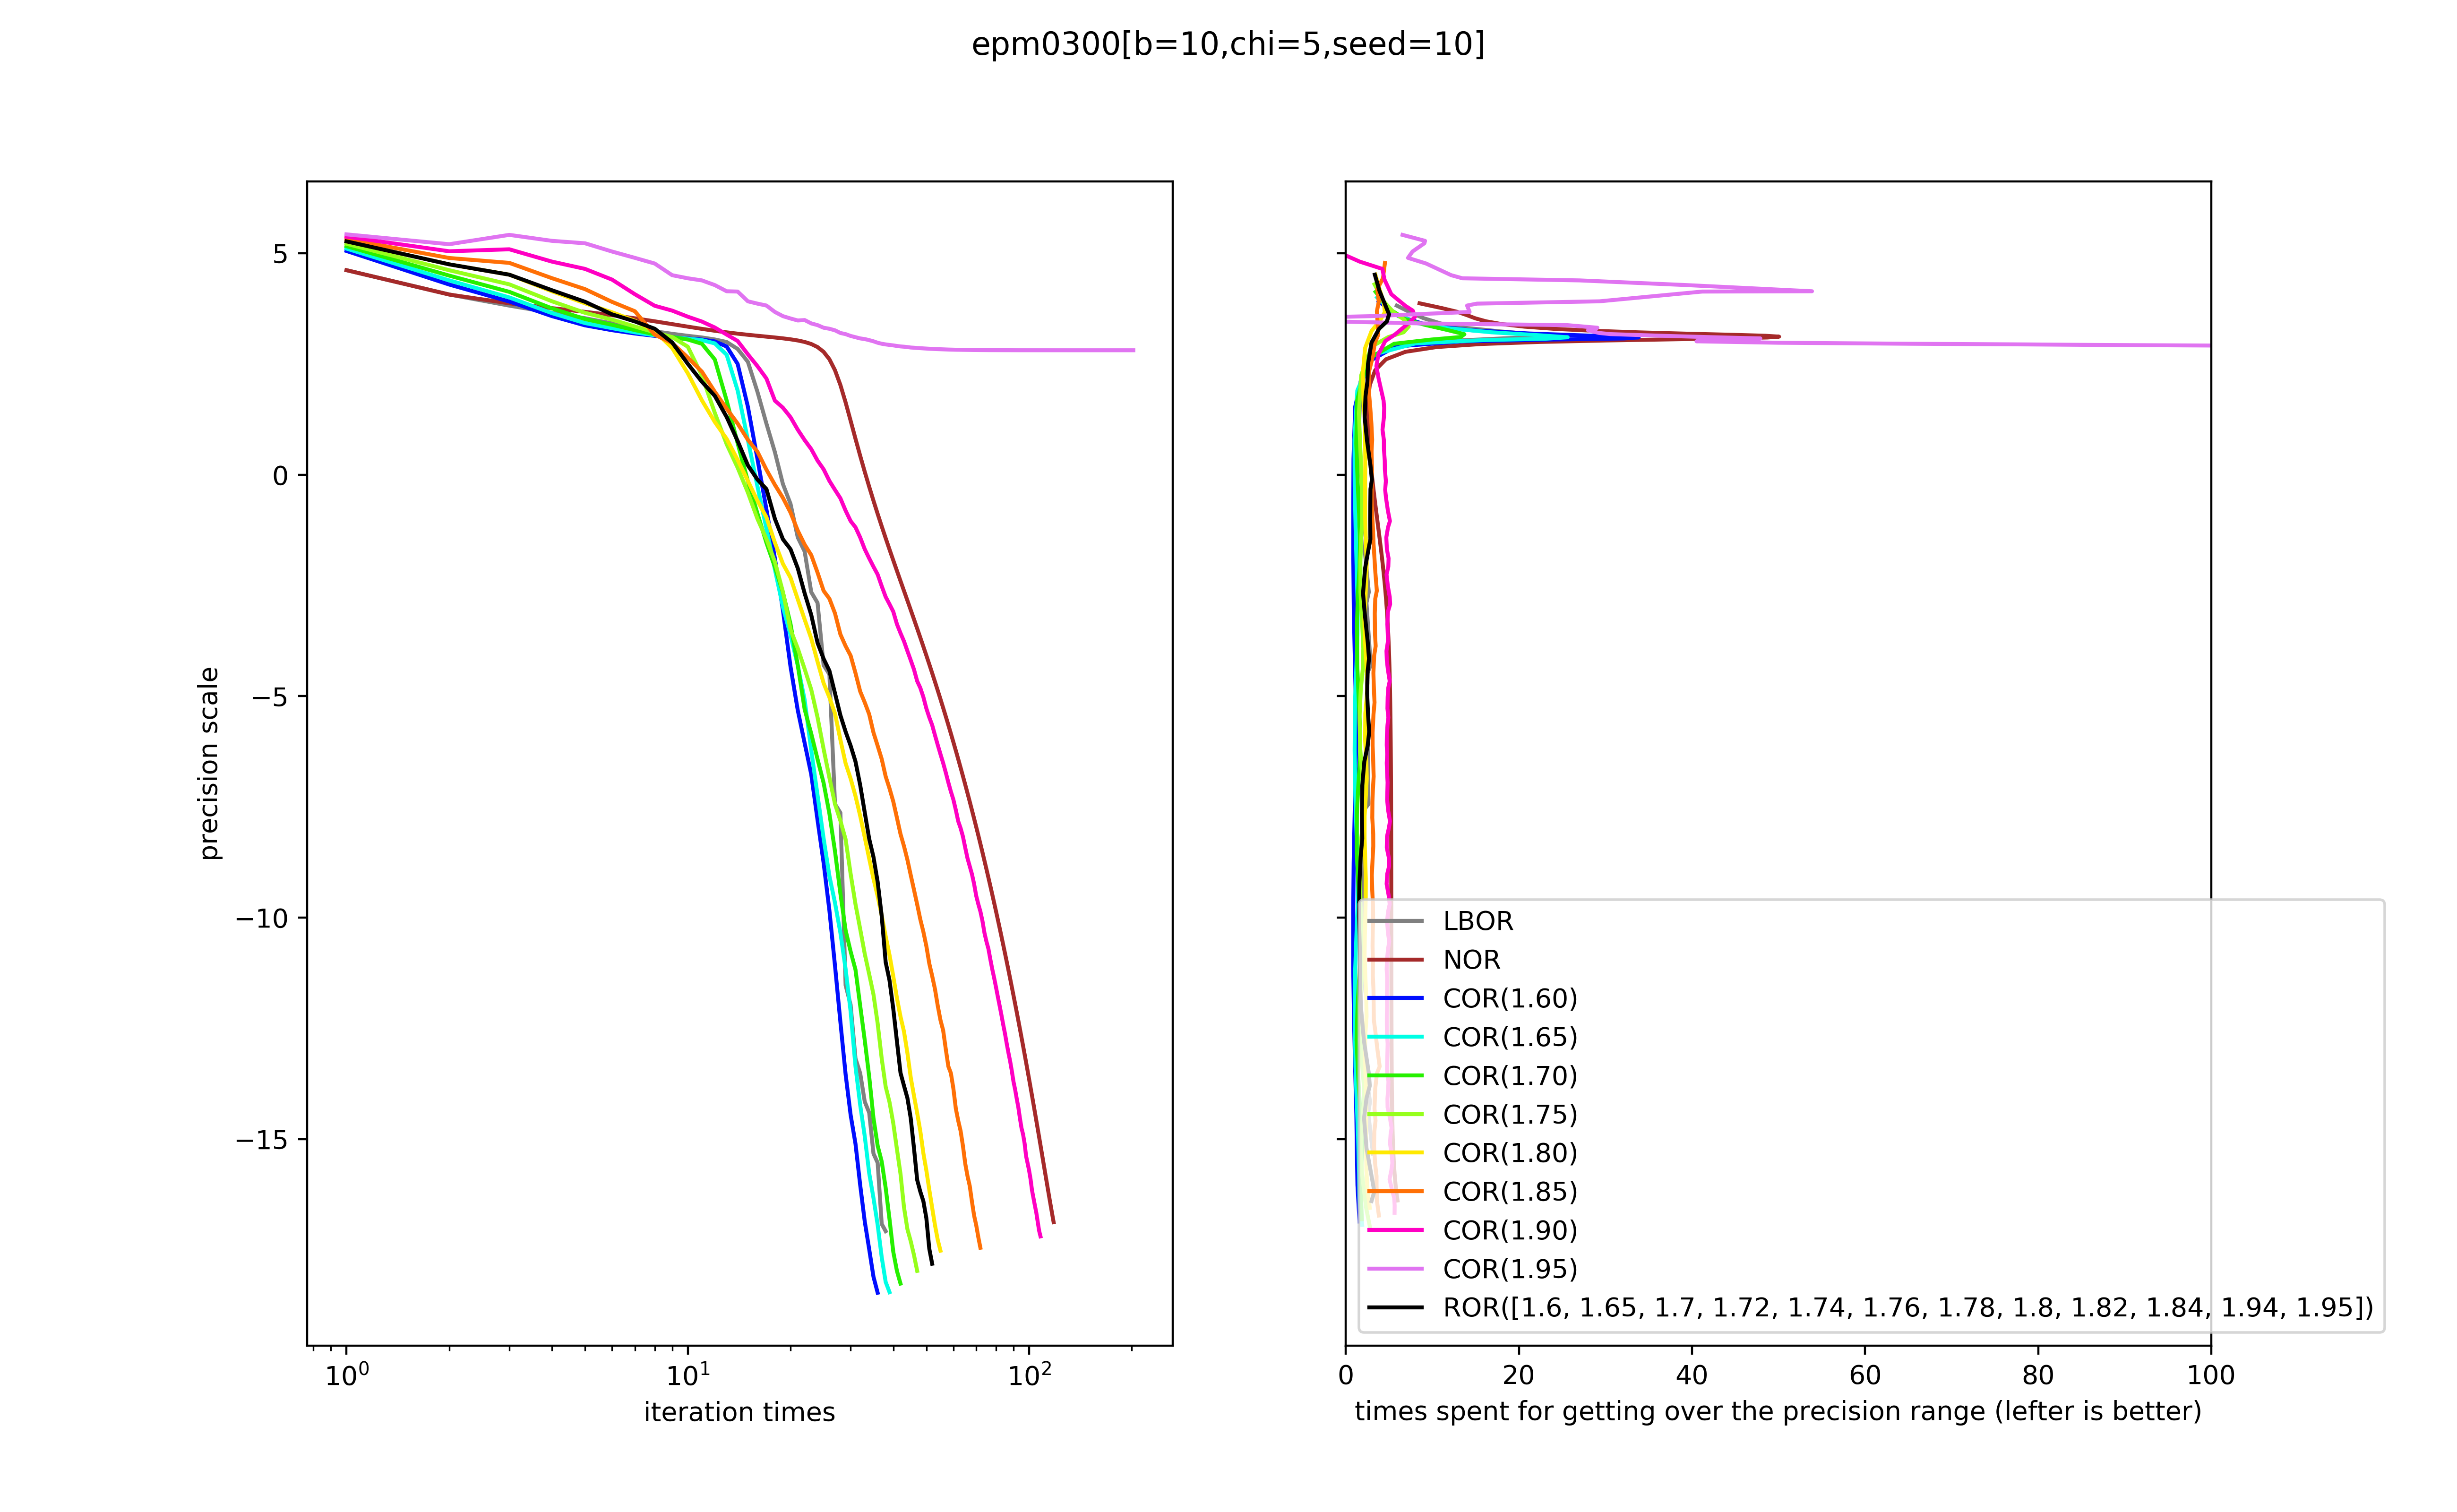 epm0300[b=10,chi=5,seed=10]
precision scale
5
0
−5
−10
−15
10⁰
10¹
10²
iteration times
LBOR
NOR
COR(1.60)
COR(1.65)
COR(1.70)
COR(1.75)
COR(1.80)
COR(1.85)
COR(1.90)
COR(1.95)
ROR([1.6, 1.65, 1.7, 1.72, 1.74, 1.76, 1.78, 1.8, 1.82, 1.84, 1.94, 1.95])
0 20 40 60 80 100
times spent for getting over the precision range (lefter is better)